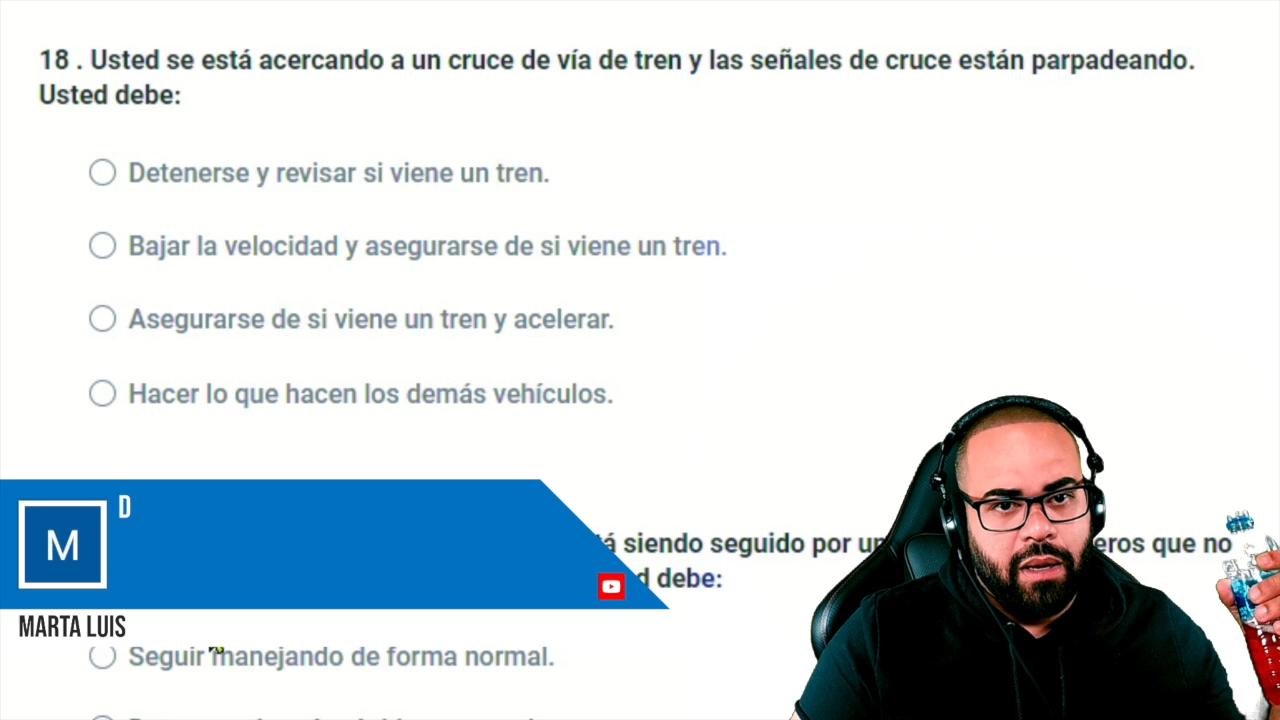 18 . Usted se está acercando a un cruce de vía de tren y las señales de cruce están parpadeando.
Usted debe:
Detenerse y revisar si viene un tren.
Bajar la velocidad y asegurarse de si viene un tren.
Asegurarse de si viene un tren y acelerar.
Hacer lo que hacen los demás vehículos.
D
M
siendo seguido por
que no
debe:
MARTA LUIS
Seguir manejando de forma normal.